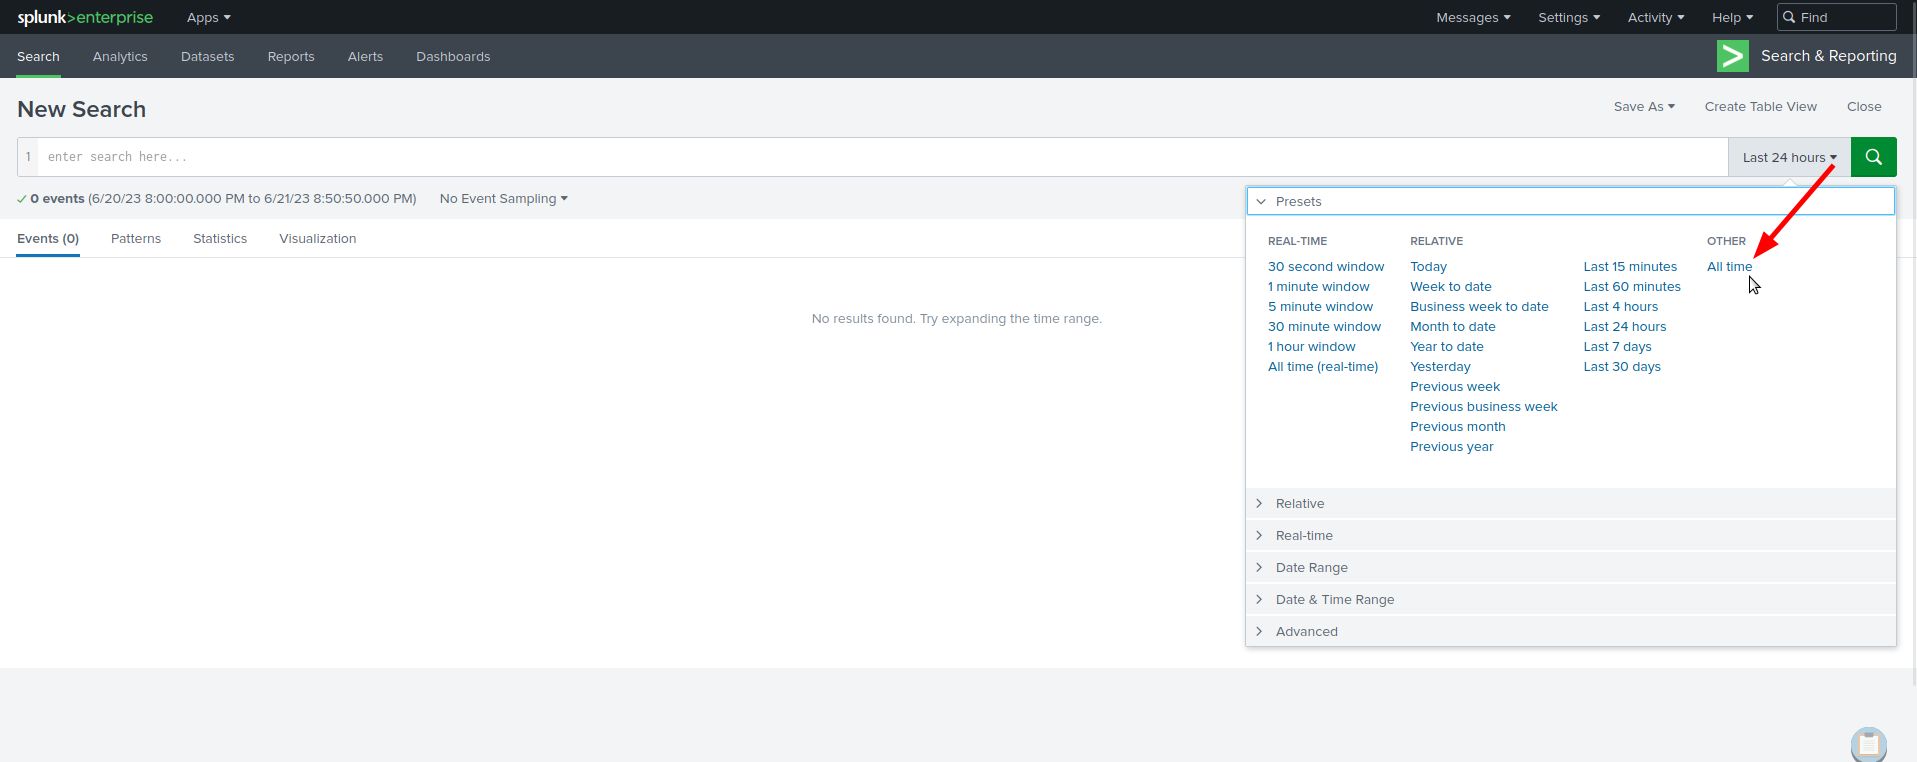 splunk>enterprise Apps Messages Settings Activity Help Find
Search Analytics Datasets Reports Alerts Dashboards Search & Reporting
New Search Save As Create Table View Close
1 enter search here... Last 24 hours
0 events (6/20/23 8:00:00.000 PM to 6/21/23 8:50:50.000 PM) No Event Sampling
Presets
Events (0) Patterns Statistics Visualization
REAL-TIME RELATIVE OTHER
30 second window Today Last 15 minutes All time
1 minute window Week to date Last 60 minutes
5 minute window Business week to date Last 4 hours
No results found. Try expanding the time range.
30 minute window Month to date Last 24 hours
1 hour window Year to date Last 7 days
All time (real-time) Yesterday Last 30 days
Previous week
Previous business week
Previous month
Previous year
Relative
Real-time
Date Range
Date & Time Range
Advanced